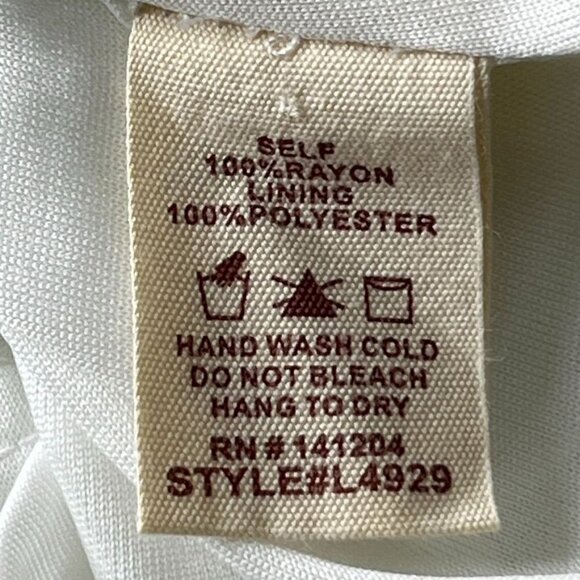 SELF
100%RAYON
LINING
100%POLYESTER
HAND WASH COLD
DO NOT BLEACH
HANG TO DRY
RN # 141204
STYLE#L4929